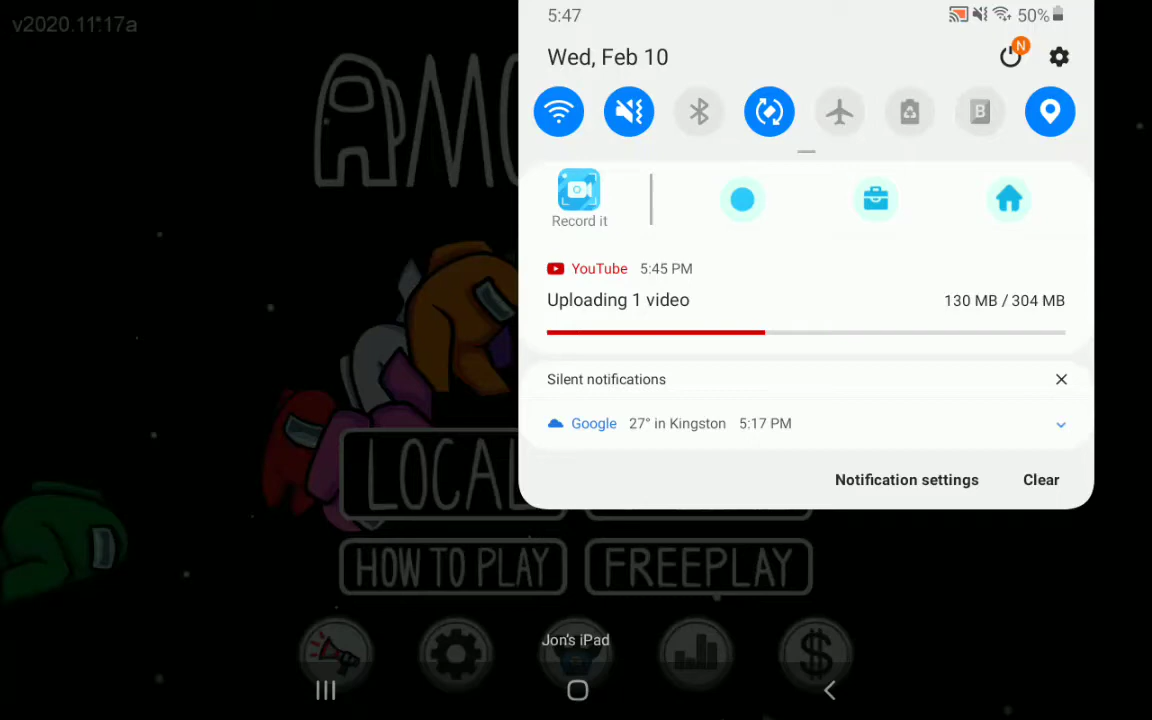 v2020.11.17a
5:47
50%
Wed, Feb 10
N
B
Record it
YouTube 5:45 PM
Uploading 1 video 130 MB / 304 MB
Silent notifications
Google 27° in Kingston 5:17 PM
Notification settings Clear
AM
LOCAL
HOW TO PLAY FREEPLAY
Jon's iPad
$